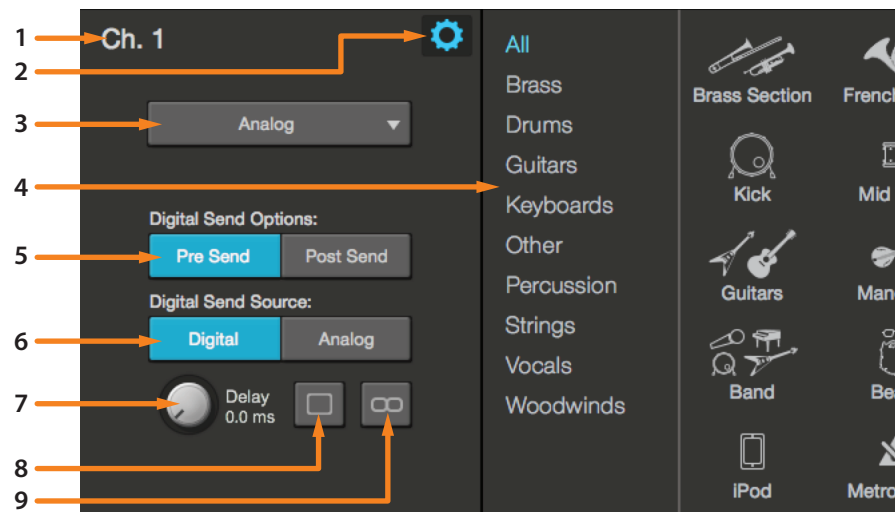 1
Ch. 1
2
3
Analog
4
Digital Send Options:
5
Pre Send
Post Send
Digital Send Source:
6
Digital
Analog
7
Delay
0.0 ms
8
9
All
Brass
Drums
Guitars
Keyboards
Other
Percussion
Strings
Vocals
Woodwinds
Brass Section
French
Kick
Mid
Guitars
Band
iPod